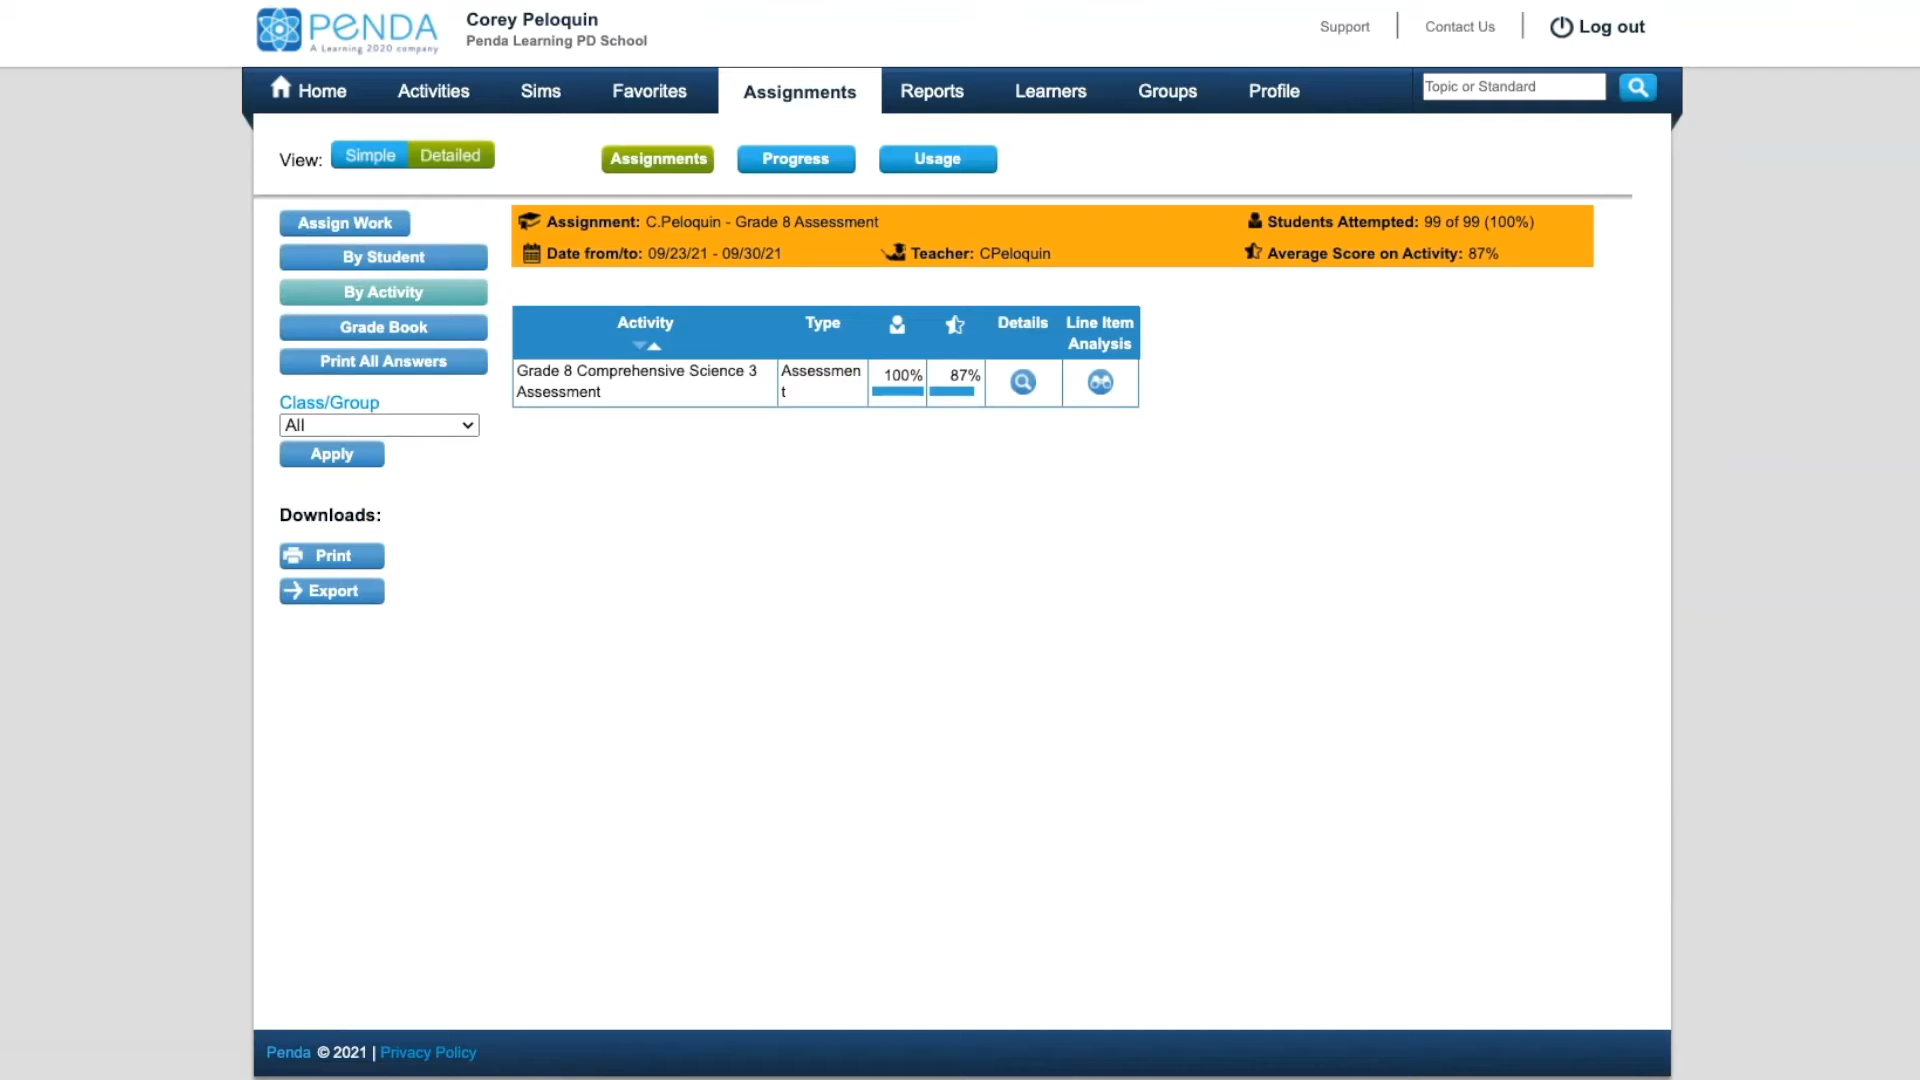 PENDA
A Learning 2020 company
Corey Peloquin
Penda Learning PD School
Support
Contact Us
Log out
Home
Activities
Sims
Favorites
Assignments
Reports
Learners
Groups
Profile
Topic or Standard
View:
Simple
Detailed
Assignments
Progress
Usage
Assign Work
By Student
By Activity
Grade Book
Print All Answers
Class/Group
All
Apply
Downloads:
Print
Export
Assignment: C.Peloquin - Grade 8 Assessment
Students Attempted: 99 of 99 (100%)
Date from/to: 09/23/21 - 09/30/21
Teacher: CPeloquin
Average Score on Activity: 87%
Activity
Type
Details
Line Item
Analysis
Grade 8 Comprehensive Science 3
Assessment
Assessmen
t
100%
87%
Penda © 2021 | Privacy Policy